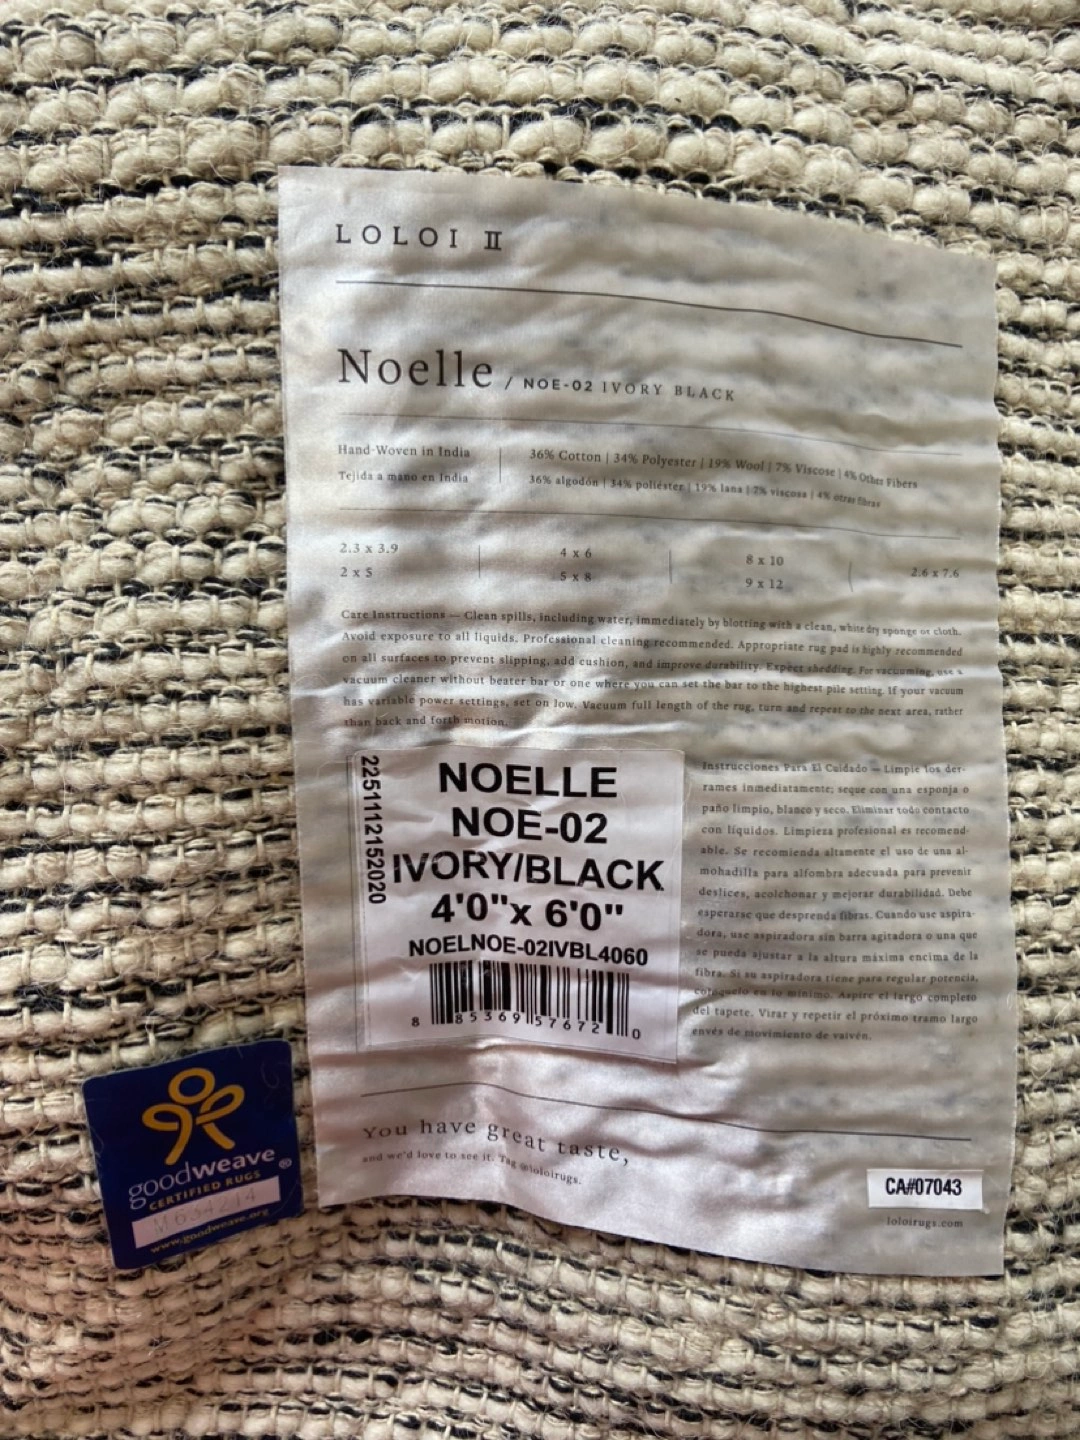 LOLOI II
Noelle / NOE-02 IVORY BLACK
Hand-Woven in India
Tejida a mano en India
36% Cotton | 34% Polyester | 19% Wool | 7% Viscose | 4% Other Fibers
36% algodón | 34% poliéster | 19% lana | 7% viscosa | 4% otras fibras
2.3 x 3.9
2 x 5
4 x 6
5 x 8
8 x 10
9 x 12
2.6 x 7.6
Care Instructions — Clean spills, including water, immediately by blotting with a clean, white dry sponge or cloth.
Avoid exposure to all liquids. Professional cleaning recommended. Appropriate rug pad is highly recommended
on all surfaces to prevent slipping, add cushion, and improve durability. Expect shedding. For vacuuming, use a
vacuum cleaner without beater bar or one where you can set the bar to the highest pile setting. If your vacuum
has variable power settings, set on low. Vacuum full length of the rug, turn and repeat to the next area, rather
than back and forth motion.
2251112152020
NOELLE
NOE-02
IVORY/BLACK
4'0"x 6'0"
NOELNOE-02IVBL4060
8 85369 57672 0
Instrucciones Para El Cuidado — Limpie los der-
rames inmediatamente; seque con una esponja o
paño limpio, blanco y seco. Eliminar todo contacto
con líquidos. Limpieza profesional es recomend-
able. Se recomienda altamente el uso de una al-
mohadilla para alfombra adecuada para prevenir
deslices, acolchonar y mejorar durabilidad. Debe
esperarse que desprenda fibras. Cuando use aspira-
dora, use aspiradora sin barra agitadora o una que
se pueda ajustar a la altura máxima encima de la
fibra. Si su aspiradora tiene para regular potencia,
colóquelo en lo mínimo. Aspire el largo completo
del tapete. Virar y repetir el próximo tramo largo
envés de movimiento de vaivén.
You have great taste,
and we'd love to see it. Tag @loloirugs.
CA#07043
loloirugs.com
goodweave®
CERTIFIED RUGS
www.goodweave.org